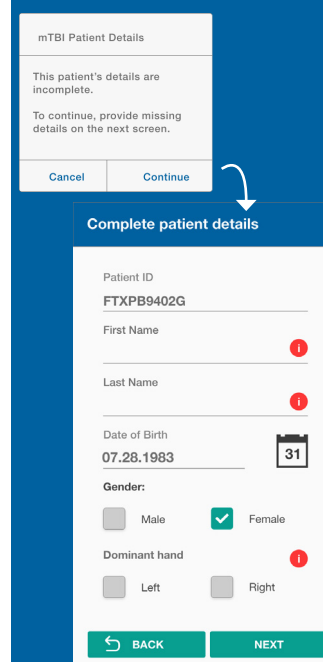 mTBI Patient Details
This patient's details are
incomplete.
To continue, provide missing
details on the next screen.
Cancel Continue
Complete patient details
Patient ID
FTXPB9402G
First Name
i
Last Name
i
Date of Birth
07.28.1983
31
Gender:
Male Female
Dominant hand
i
Left Right
BACK NEXT